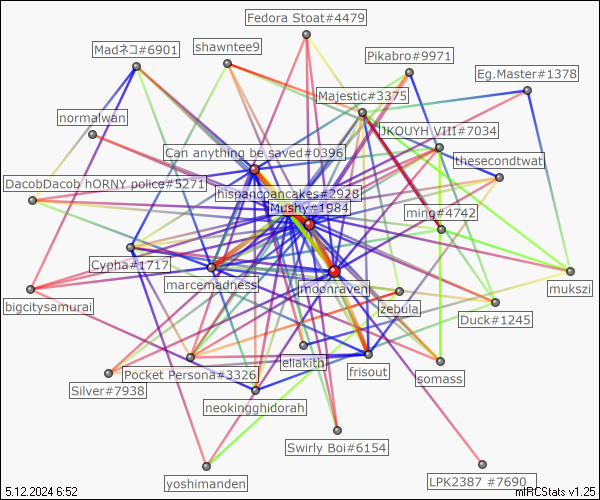 Fedora Stoat#4479
Madネコ#6901
shawntee9
Pikabro#9971
Eg.Master#1378
Majestic#3375
normalwan
JKOUYH VIII#7034
Can anything be saved#0396
thesecondtwat
DacobDacob hORNY police#5271
hispanopancakes#2928
Mushy#1984
ming#4742
Cypha#1717
marcemadness
moonraven
mukszi
bigcitysamurai
zebula
Duck#1245
eliakith
frisout
somass
Pocket Persona#3326
Silver#7938
neokingghidorah
Swirly Boi#6154
yoshimanden
LPK2387 #7690
5.12.2024 6:52
mIRCStats v1.25